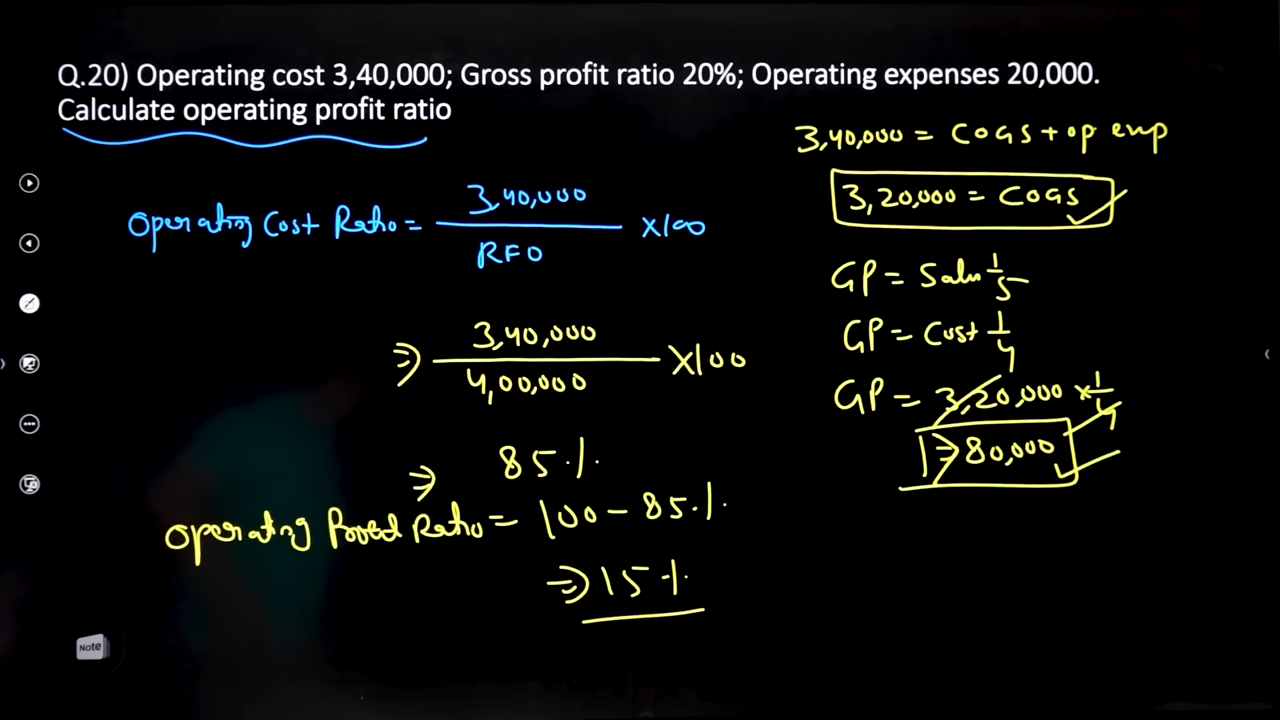 Q.20) Operating cost 3,40,000; Gross profit ratio 20%; Operating expenses 20,000.
Calculate operating profit ratio
3,40,000 = COGS + op exp
3,20,000 = COGS
Operating Cost Ratio = 3,40,000 / RFO X100
GP = Sales 1/5
GP = Cost 1/4
GP = 3,20,000 × 1/4
⇒ 80,000
⇒ 3,40,000 / 4,00,000 X100
⇒ 85%
Operating Ratio = 100 - 85%
⇒ 15%
Note